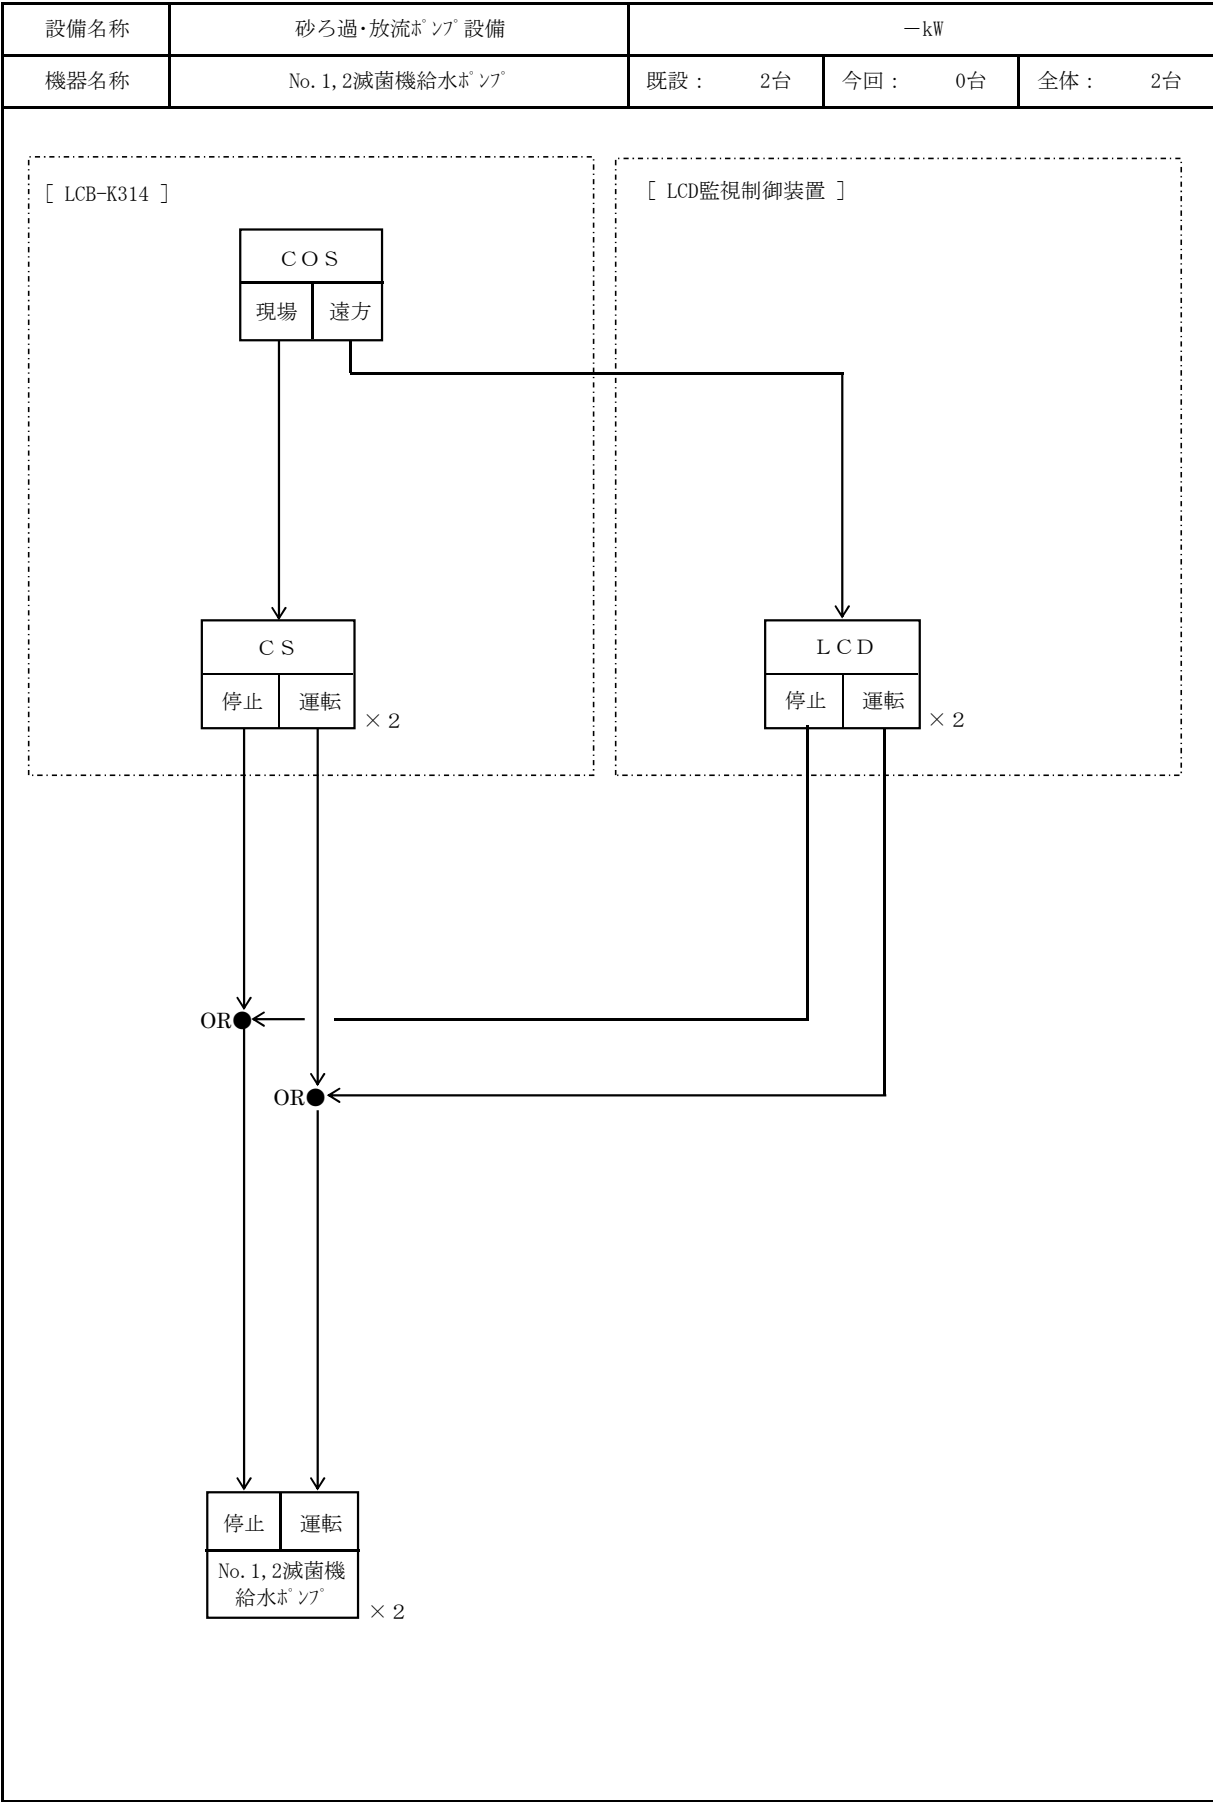 設備名称 砂ろ過・放流ﾎﾟﾝﾌﾟ設備 －kW
機器名称 No.1,2滅菌機給水ﾎﾟﾝﾌﾟ 既設： 2台 今回： 0台 全体： 2台
[ LCB-K314 ]
[ LCD監視制御装置 ]
ＣＯＳ
現場 遠方
ＣＳ
停止 運転
×２
ＬＣＤ
停止 運転
×２
OR
OR
停止 運転
No.1,2滅菌機
給水ﾎﾟﾝﾌﾟ
×２